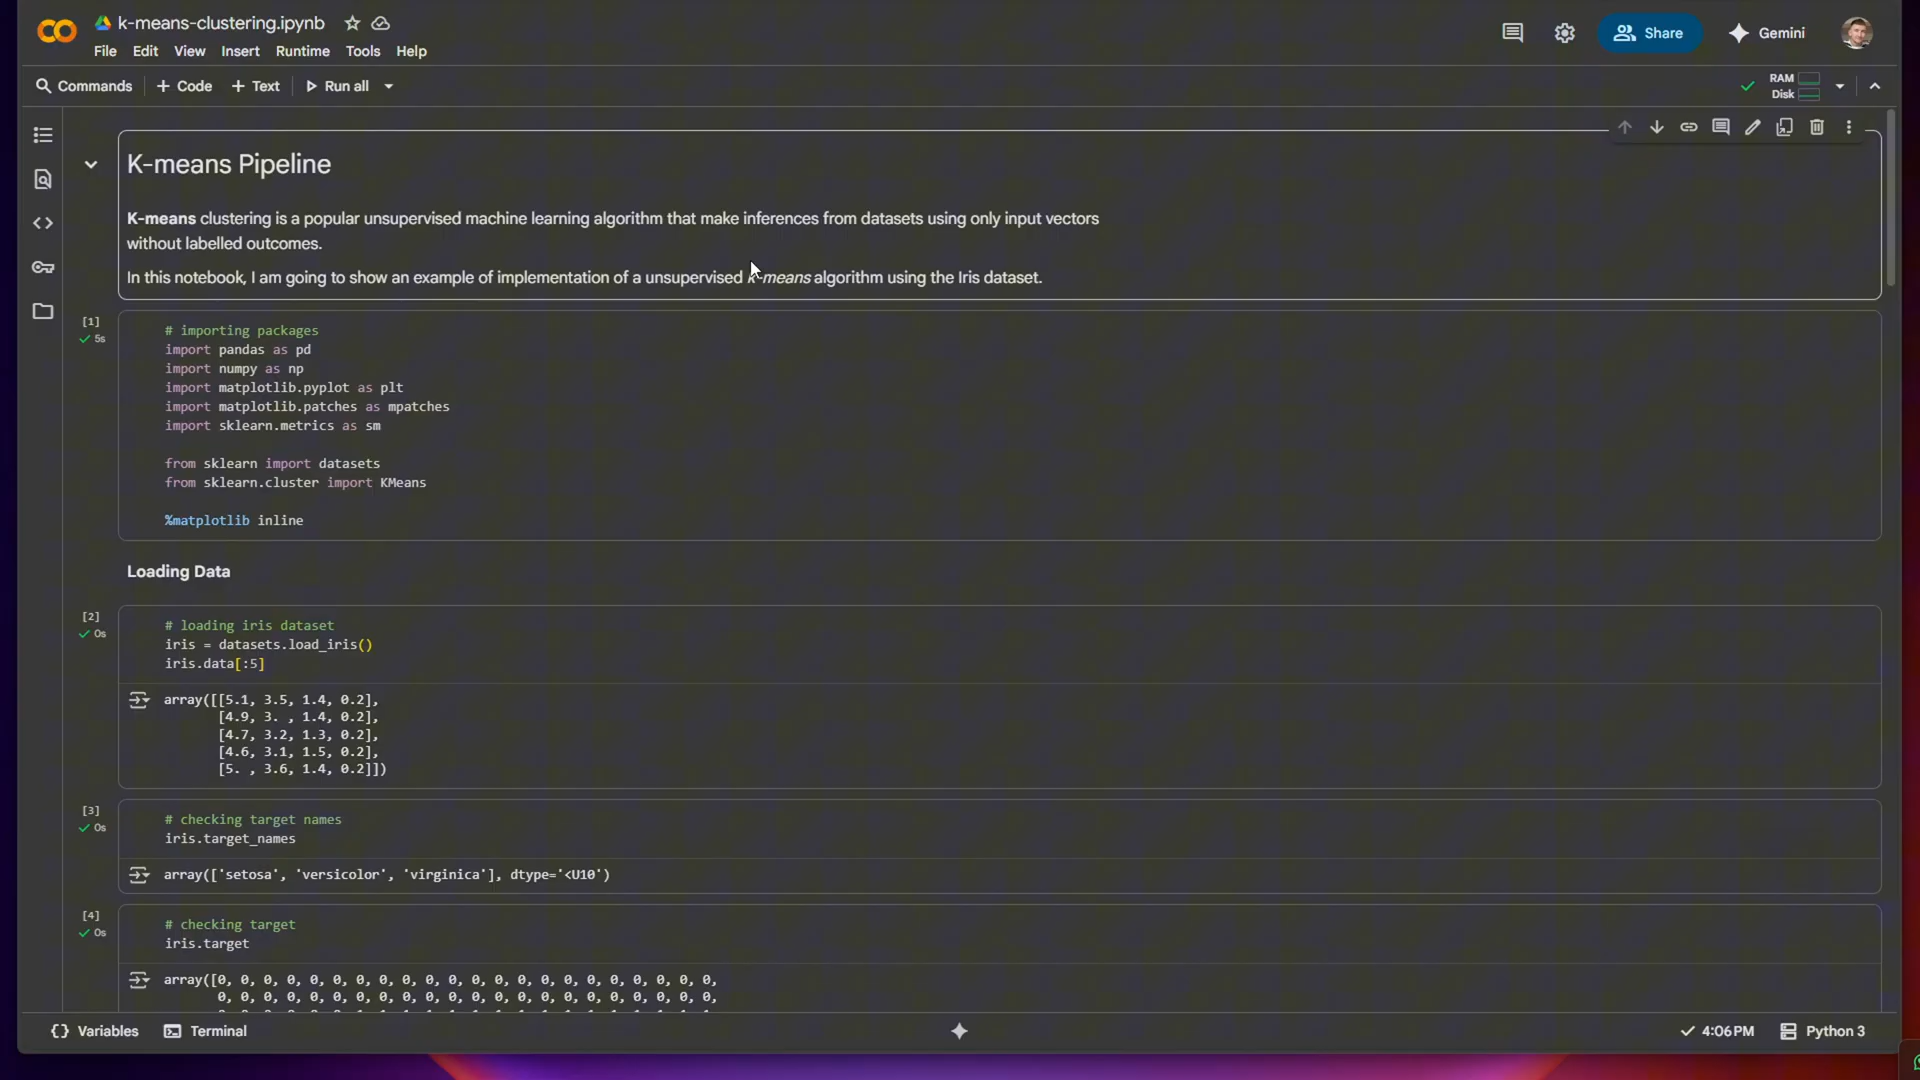 k-means-clustering.ipynb
File Edit View Insert Runtime Tools Help
Share
Gemini
Commands + Code + Text Run all
RAM
Disk
K-means Pipeline
K-means clustering is a popular unsupervised machine learning algorithm that make inferences from datasets using only input vectors
without labelled outcomes.
In this notebook, I am going to show an example of implementation of a unsupervised k-means algorithm using the Iris dataset.
[1]
5s
# importing packages
import pandas as pd
import numpy as np
import matplotlib.pyplot as plt
import matplotlib.patches as mpatches
import sklearn.metrics as sm
from sklearn import datasets
from sklearn.cluster import KMeans
%matplotlib inline
Loading Data
[2]
0s
# loading iris dataset
iris = datasets.load_iris()
iris.data[:5]
array([[5.1, 3.5, 1.4, 0.2],
[4.9, 3. , 1.4, 0.2],
[4.7, 3.2, 1.3, 0.2],
[4.6, 3.1, 1.5, 0.2],
[5. , 3.6, 1.4, 0.2]])
[3]
0s
# checking target names
iris.target_names
array(['setosa', 'versicolor', 'virginica'], dtype='<U10')
[4]
0s
# checking target
iris.target
array([0, 0, 0, 0, 0, 0, 0, 0, 0, 0, 0, 0, 0, 0, 0, 0, 0, 0, 0, 0, 0, 0,
0, 0, 0, 0, 0, 0, 0, 0, 0, 0, 0, 0, 0, 0, 0, 0, 0, 0, 0, 0, 0, 0,
Variables
Terminal
4:06 PM
Python 3